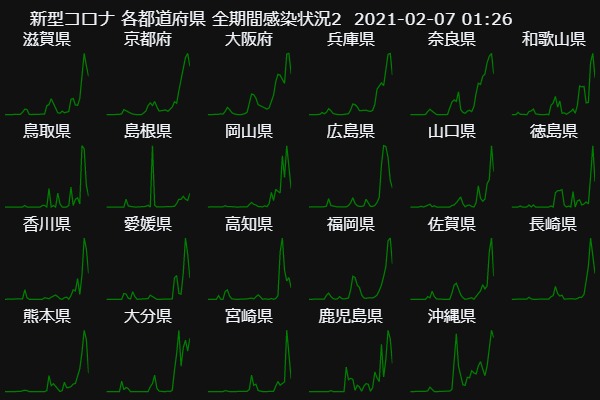 新型コロナ 各都道府県 全期間感染状況2 2021-02-07 01:26
滋賀県 京都府 大阪府 兵庫県 奈良県 和歌山県
鳥取県 島根県 岡山県 広島県 山口県 徳島県
香川県 愛媛県 高知県 福岡県 佐賀県 長崎県
熊本県 大分県 宮崎県 鹿児島県 沖縄県